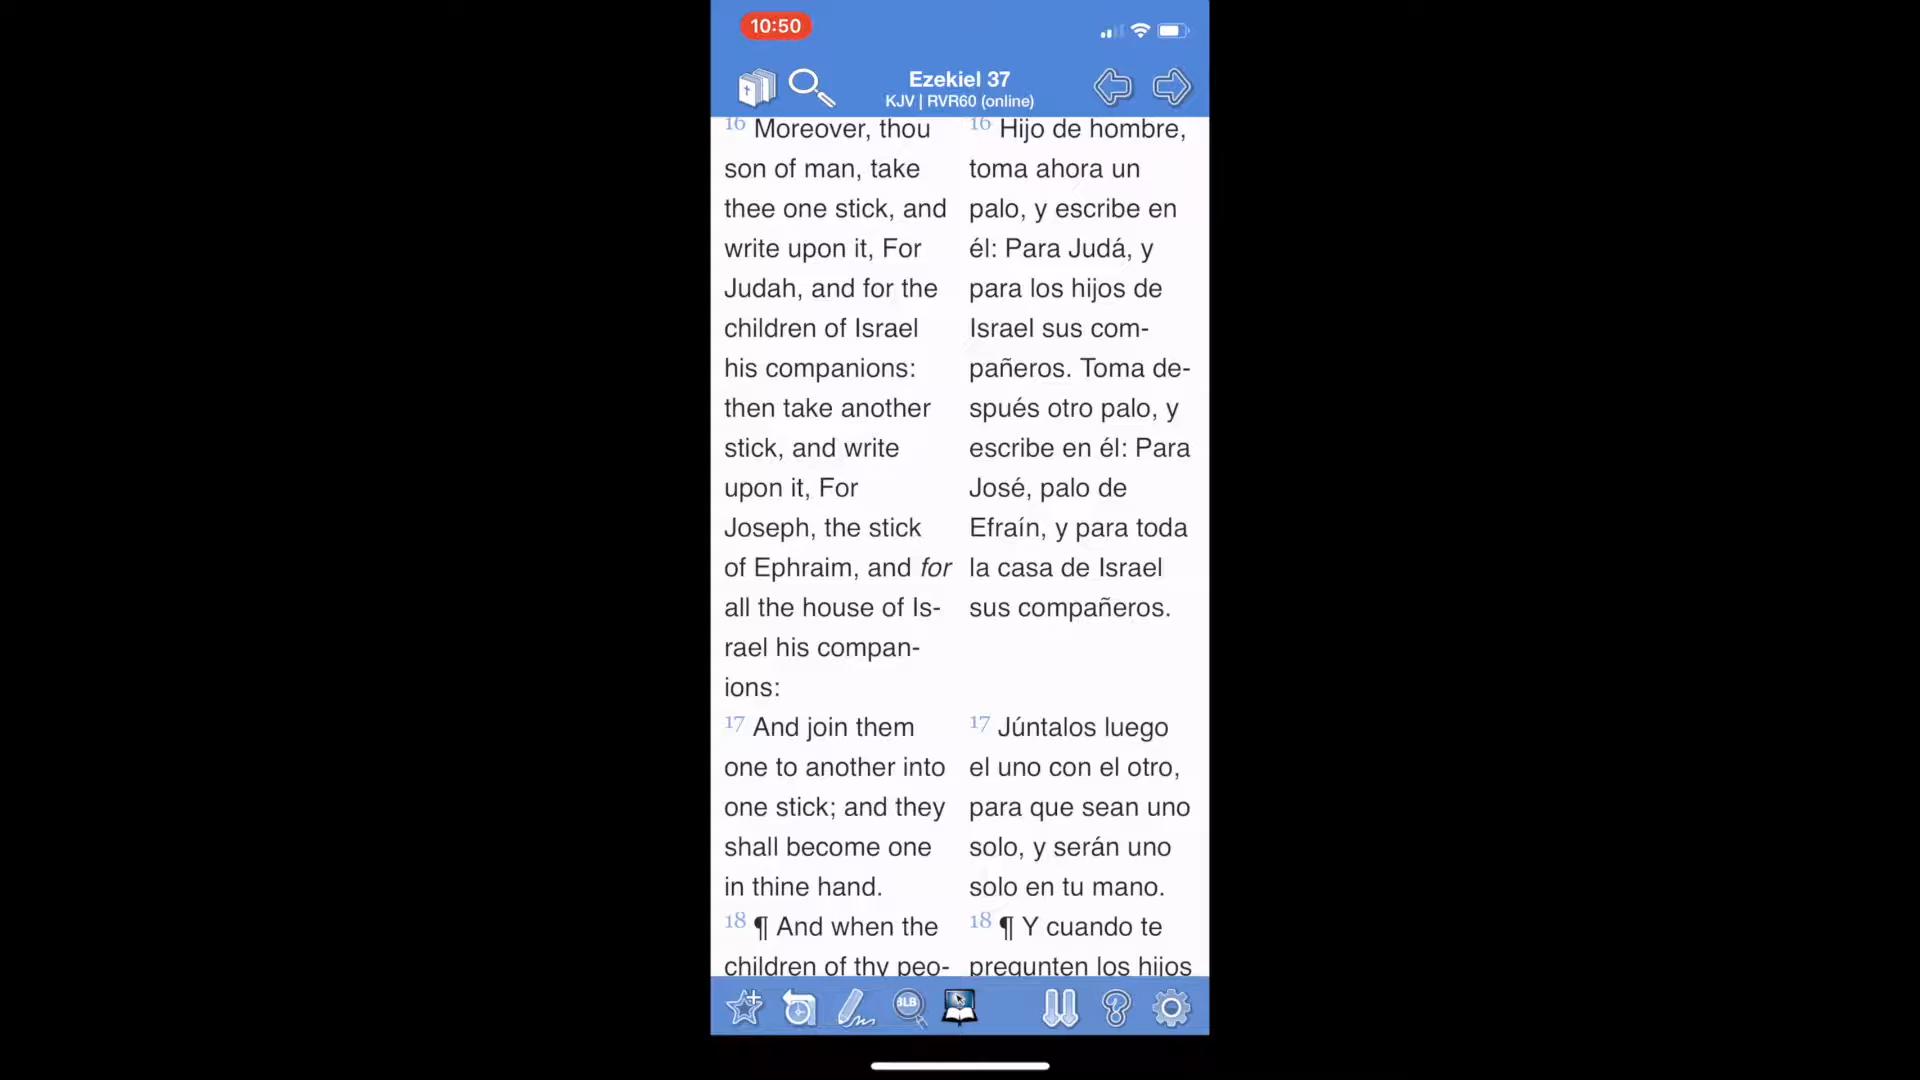 10:50
Ezekiel 37
KJV | RVR60 (online)
16 Moreover, thou
son of man, take
thee one stick, and
write upon it, For
Judah, and for the
children of Israel
his companions:
then take another
stick, and write
upon it, For
Joseph, the stick
of Ephraim, and for
all the house of Is-
rael his compan-
ions:
17 And join them
one to another into
one stick; and they
shall become one
in thine hand.
18 ¶ And when the
children of thy peo-
16 Hijo de hombre,
toma ahora un
palo, y escribe en
él: Para Judá, y
para los hijos de
Israel sus com-
pañeros. Toma de-
spués otro palo, y
escribe en él: Para
José, palo de
Efraín, y para toda
la casa de Israel
sus compañeros.
17 Júntalos luego
el uno con el otro,
para que sean uno
solo, y serán uno
solo en tu mano.
18 ¶ Y cuando te
pregunten los hijos
BLB